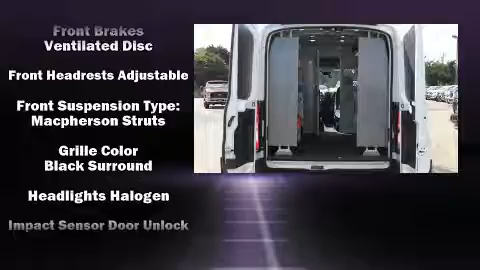 Front Brakes
Ventilated Disc
Front Headrests Adjustable
Front Suspension Type:
Macpherson Struts
Grille Color
Black Surround
Headlights Halogen
Impact Sensor Door Unlock